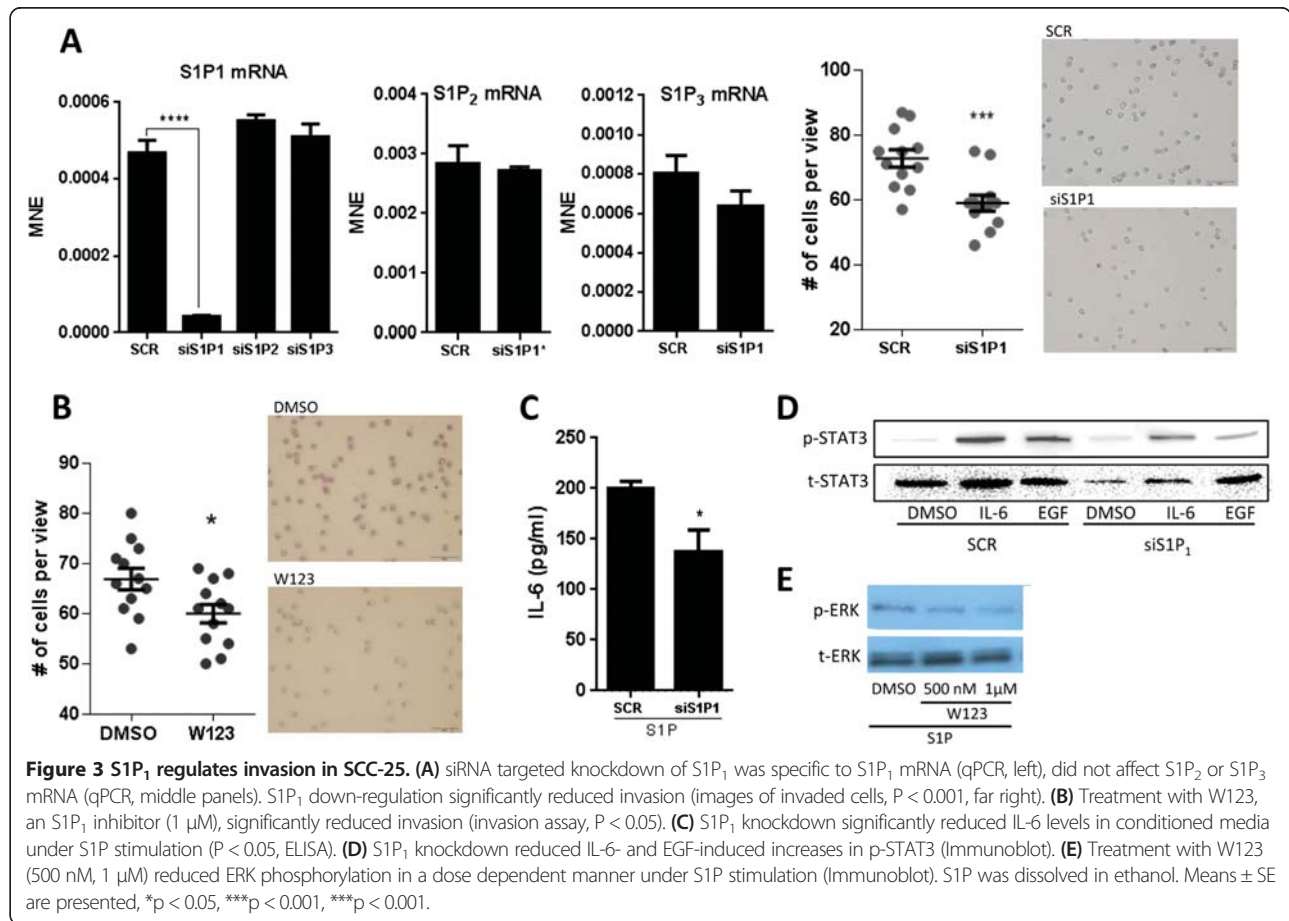 A
S1P1 mRNA
MNE
0.0006
0.0004
0.0002
0.0000
****
SCR siS1P1 siS1P2 siS1P3
S1P2 mRNA
MNE
0.004
0.003
0.002
0.001
0.000
SCR siS1P1*
S1P3 mRNA
MNE
0.0012
0.0010
0.0008
0.0006
0.0004
0.0002
0.0000
SCR siS1P1
# of cells per view
100
80
60
40
20
***
SCR siS1P1
SCR
siS1P1
B
# of cells per view
90
80
70
60
50
40
*
DMSO W123
DMSO
W123
C
IL-6 (pg/ml)
250
200
150
100
50
0
*
SCR siS1P1
S1P
D
p-STAT3
t-STAT3
DMSO IL-6 EGF DMSO IL-6 EGF
SCR siS1P1
E
p-ERK
t-ERK
DMSO 500 nM 1μM
W123
S1P
Figure 3 S1P1 regulates invasion in SCC-25. (A) siRNA targeted knockdown of S1P1 was specific to S1P1 mRNA (qPCR, left), did not affect S1P2 or S1P3
mRNA (qPCR, middle panels). S1P1 down-regulation significantly reduced invasion (images of invaded cells, P < 0.001, far right). (B) Treatment with W123,
an S1P1 inhibitor (1 μM), significantly reduced invasion (invasion assay, P < 0.05). (C) S1P1 knockdown significantly reduced IL-6 levels in conditioned media
under S1P stimulation (P < 0.05, ELISA). (D) S1P1 knockdown reduced IL-6- and EGF-induced increases in p-STAT3 (Immunoblot). (E) Treatment with W123
(500 nM, 1 μM) reduced ERK phosphorylation in a dose dependent manner under S1P stimulation (Immunoblot). S1P was dissolved in ethanol. Means ± SE
are presented, *p < 0.05, ***p < 0.001, ***p < 0.001.